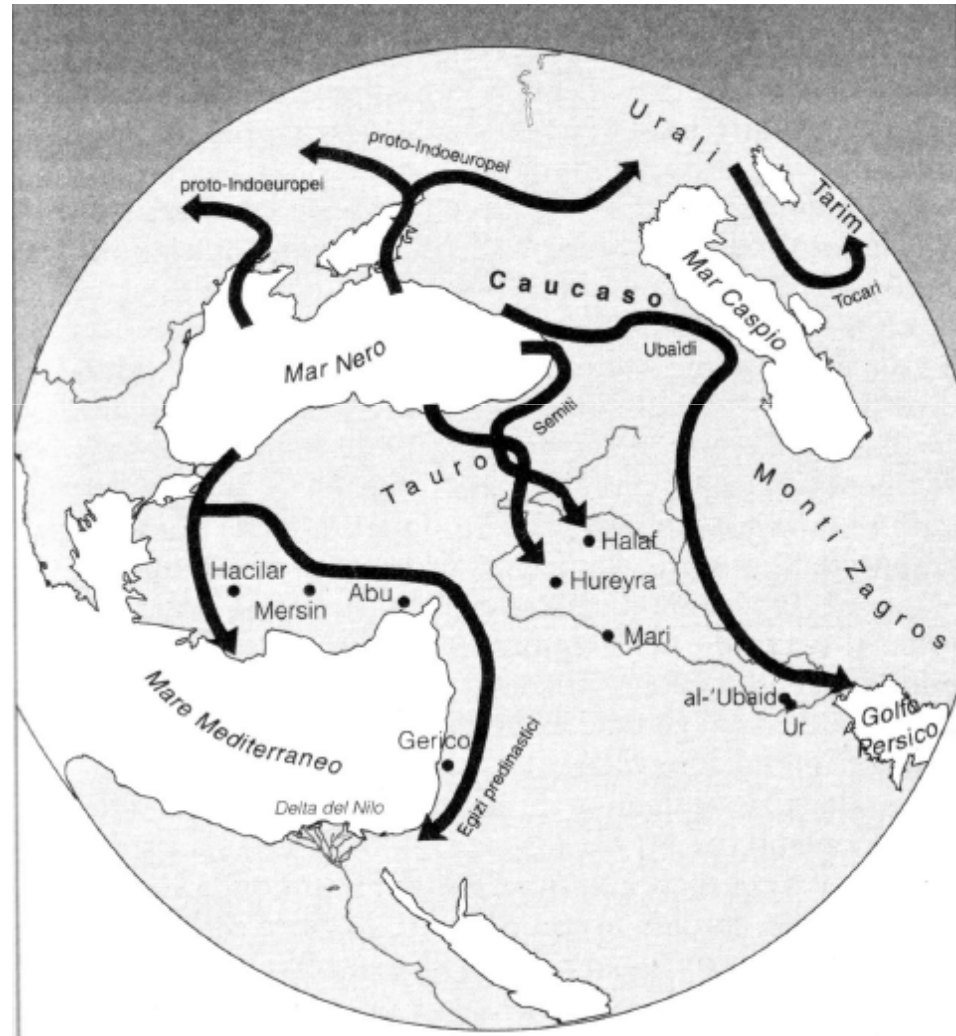 Urali
proto-Indoeuropei
proto-Indoeuropei
Tarim
Mar Caspio
Tocari
Caucaso
Ubaìdi
Mar Nero
Semiti
Tauro
Monti Zagros
Halaf
Hacilar
Hureyra
Mersin
Abu
Mari
Mare Mediterraneo
al-'Ubaid
Ur
Golfo
Persico
Gerico
Egizi predinastici
Delta del Nilo